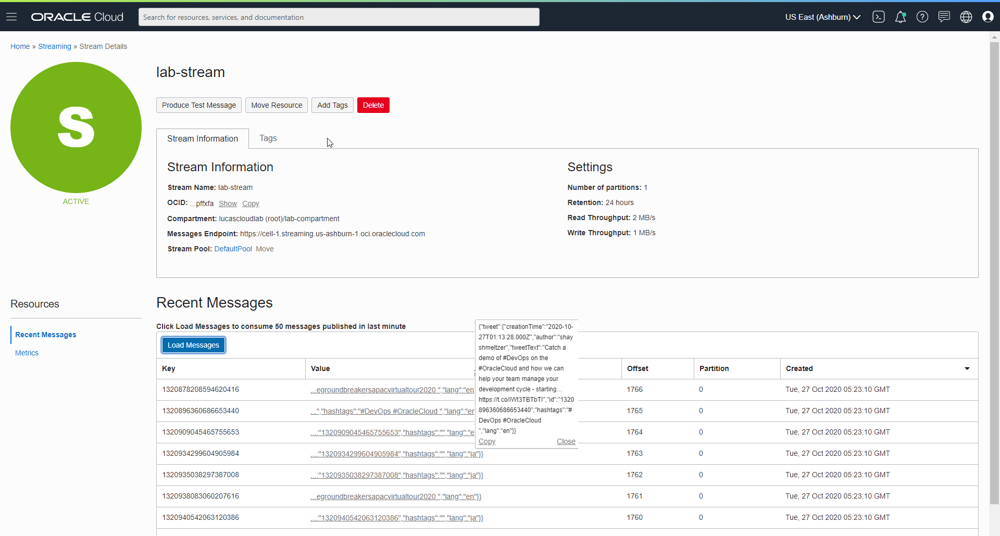 ORACLE Cloud
Search for resources, services, and documentation
US East (Ashburn)
Home » Streaming » Stream Details
S
ACTIVE
lab-stream
Produce Test Message
Move Resource
Add Tags
Delete
Stream Information
Tags
Stream Information
Stream Name: lab-stream
OCID: ...pffxfa Show Copy
Compartment: lucascloudlab (root)/lab-compartment
Messages Endpoint: https://cell-1.streaming.us-ashburn-1.oci.oraclecloud.com
Stream Pool: DefaultPool Move
Settings
Number of partitions: 1
Retention: 24 hours
Read Throughput: 2 MB/s
Write Throughput: 1 MB/s
Resources
Recent Messages
Metrics
Recent Messages
Click Load Messages to consume 50 messages published in last minute
Load Messages
Key Value Offset Partition Created
1320878208594620416 ...egroundbreakersapacvirtualtour2020 ","lang":"en" 1766 0 Tue, 27 Oct 2020 05:23:10 GMT
1320896360686653440 ...","hashtags":"#DevOps #OracleCloud ","lang":"en 1765 0 Tue, 27 Oct 2020 05:23:10 GMT
1320909045465755653 ...:"1320909045465755653","hashtags":"","lang":"e 1764 0 Tue, 27 Oct 2020 05:23:10 GMT
1320934299604905984 ...:"1320934299604905984","hashtags":"","lang":"ja"}} 1763 0 Tue, 27 Oct 2020 05:23:10 GMT
1320935038297387008 ...:"1320935038297387008","hashtags":"","lang":"ja"}} 1762 0 Tue, 27 Oct 2020 05:23:10 GMT
1320938083060207616 ...egroundbreakersapacvirtualtour2020 ","lang":"en"}} 1761 0 Tue, 27 Oct 2020 05:23:10 GMT
1320940542063120386 ...:"1320940542063120386","hashtags":"","lang":"ja"}} 1760 0 Tue, 27 Oct 2020 05:23:10 GMT
{"tweet":{"creationTime":"2020-10-
27T01:13:28.000Z","author":"shay
shmeltzer","tweetText":"Catch a
demo of #DevOps on the
#OracleCloud and how we can
help your team manage your
development cycle - starting…
https://t.co/IWt3TBTbTI","id":"1320
896360686653440","hashtags":"#
DevOps #OracleCloud
","lang":"en"}}
Copy Close